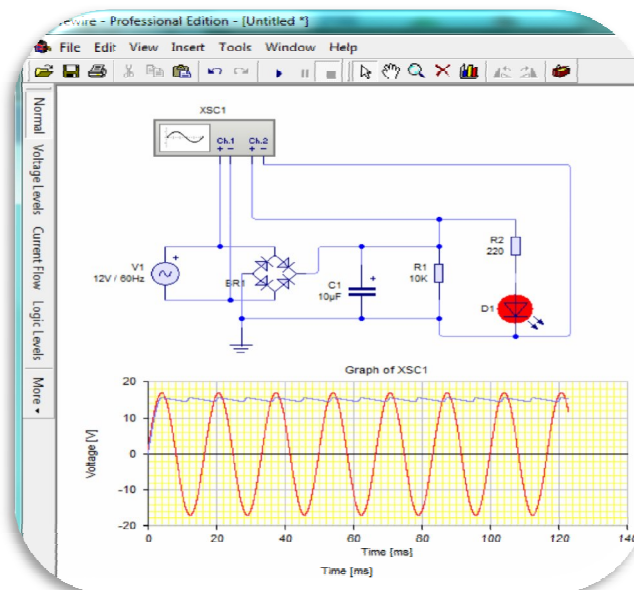 ewire - Professional Edition - [Untitled *]
File Edit View Insert Tools Window Help
Normal Voltage Levels Current Flow Logic Levels More
XSC1
Ch.1 Ch.2
+ - + -
V1
12V / 60Hz
BR1
C1
10µF
+
R1
10K
R2
220
D1
Graph of XSC1
Voltage [V]
20
10
0
-10
-20
0 20 40 60 80 100 120 140
Time [ms]
Time [ms]